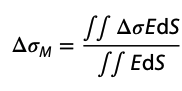 Δσ_M = ∬ ΔσEdS / ∬ EdS